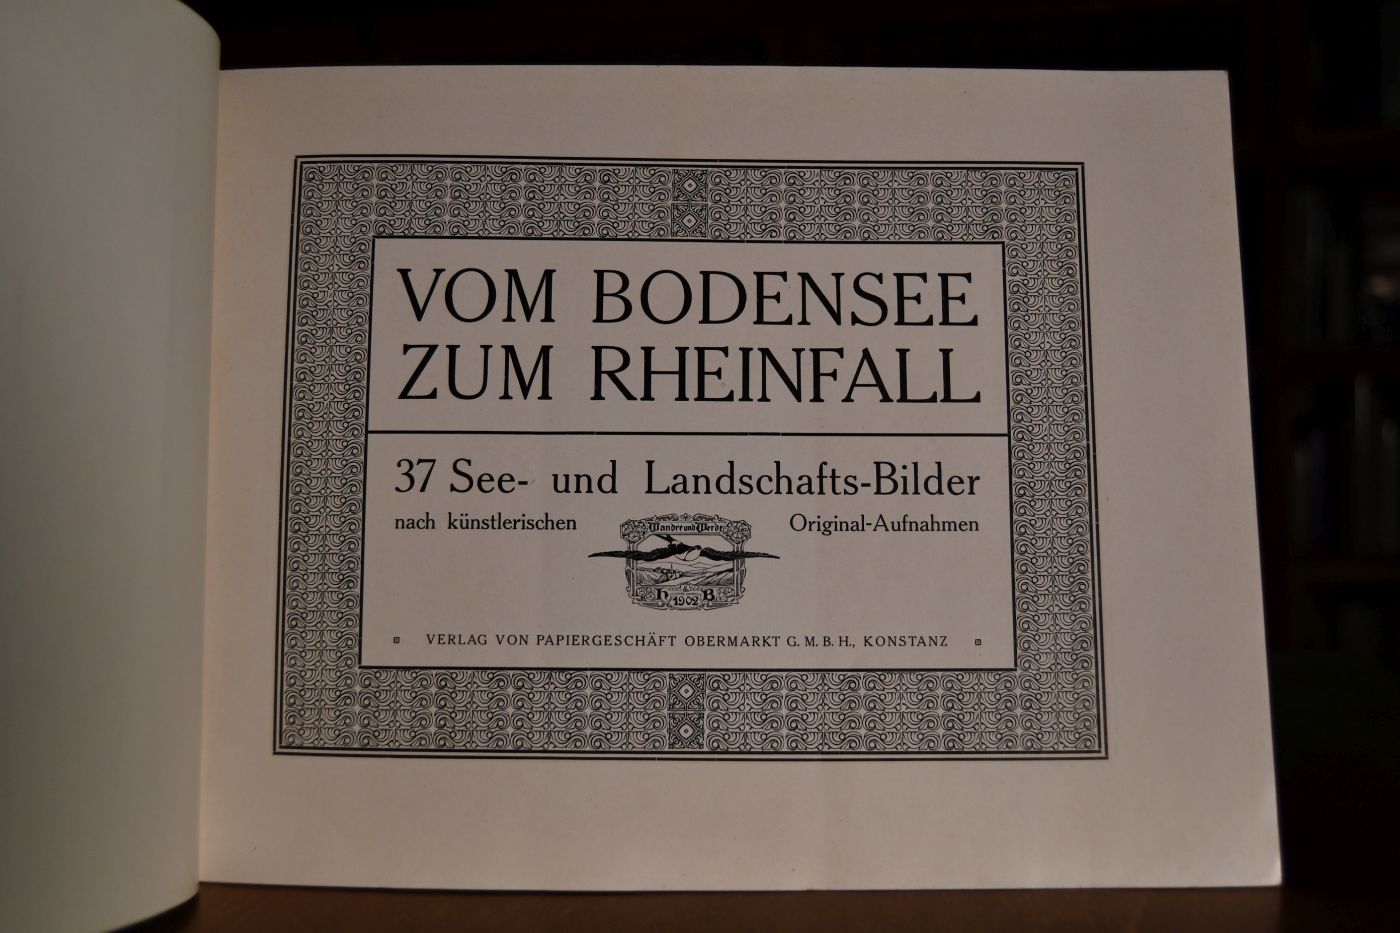 VOM BODENSEE
ZUM RHEINFALL
37 See- und Landschafts-Bilder
nach künstlerischen Original-Aufnahmen
Wandre und Werde
h & B
1902
VERLAG VON PAPIERGESCHÄFT OBERMARKT G. M. B. H., KONSTANZ